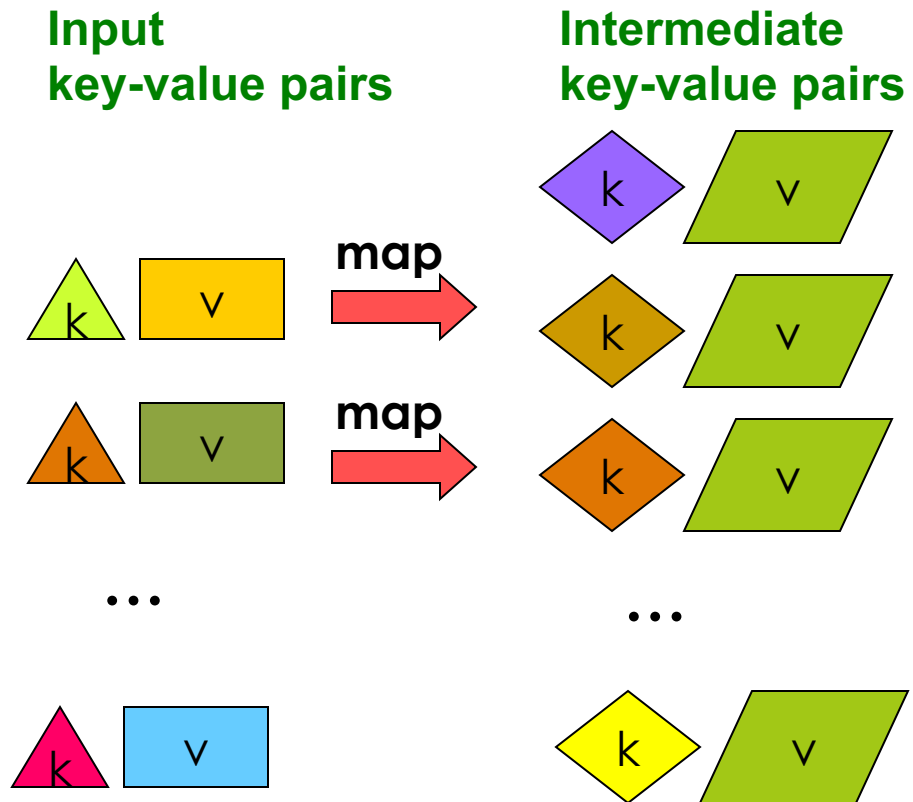 Input
key-value pairs
Intermediate
key-value pairs
k v
map
k v
k v
map
k v
k v
...
...
k v
k v